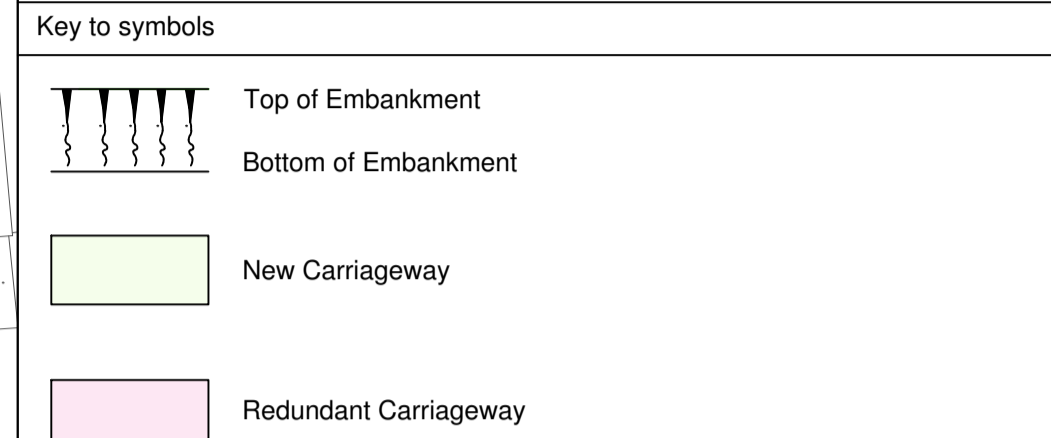 Key to symbols
Top of Embankment
Bottom of Embankment
New Carriageway
Redundant Carriageway